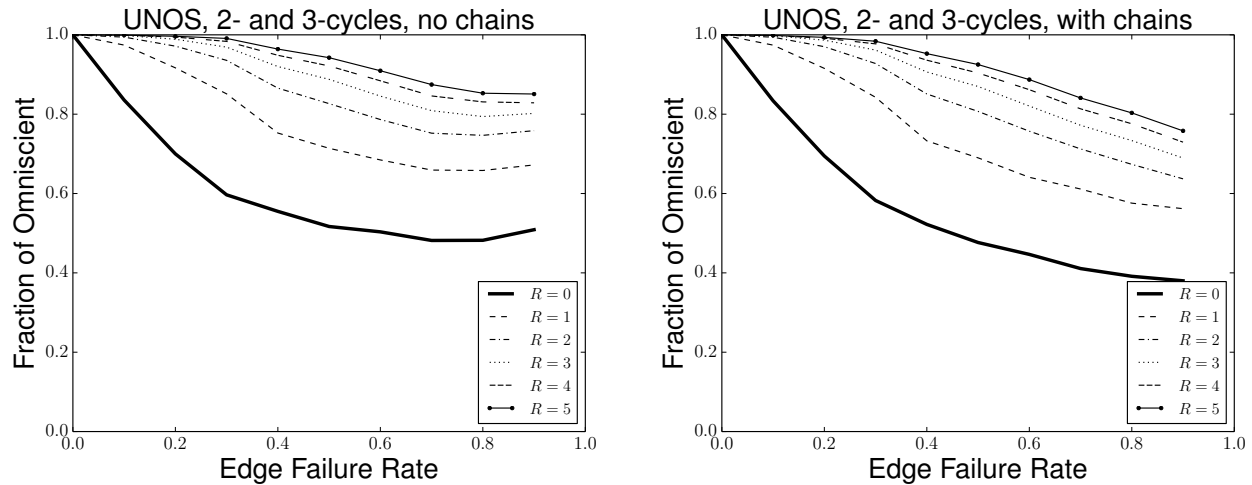 UNOS, 2- and 3-cycles, no chains
Fraction of Omniscient
1.0
0.8
0.6
0.4
0.2
0.0
0.0 0.2 0.4 0.6 0.8 1.0
Edge Failure Rate
R = 0
R = 1
R = 2
R = 3
R = 4
R = 5
UNOS, 2- and 3-cycles, with chains
Fraction of Omniscient
1.0
0.8
0.6
0.4
0.2
0.0
0.0 0.2 0.4 0.6 0.8 1.0
Edge Failure Rate
R = 0
R = 1
R = 2
R = 3
R = 4
R = 5